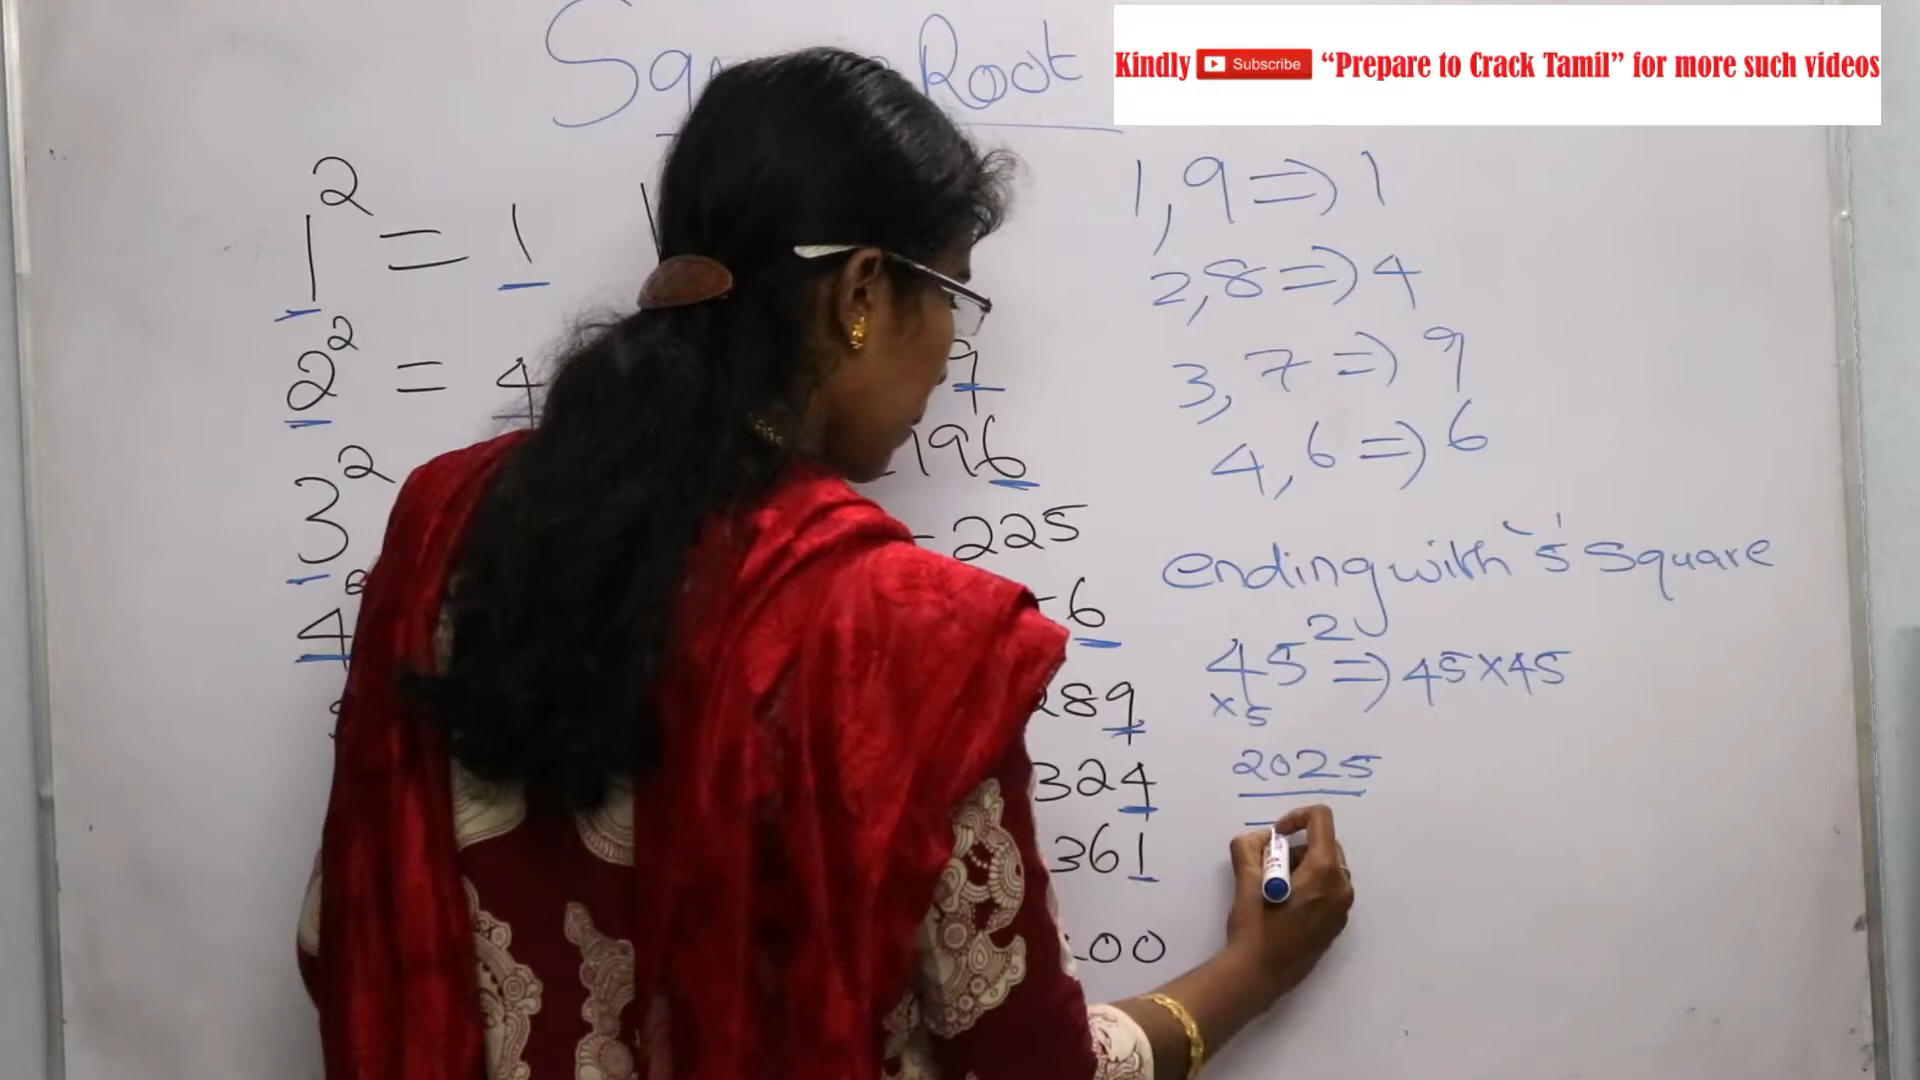 Square Root
Kindly Subscribe “Prepare to Crack Tamil” for more such videos
1² = 1
2² = 4
3²
4²
9
196
= 225
6
289
324
361
00
1,9 ⇒ 1
2,8 ⇒ 4
3,7 ⇒ 9
4,6 ⇒ 6
ending with '5' Square
45² ⇒ 45×45
×5
2025